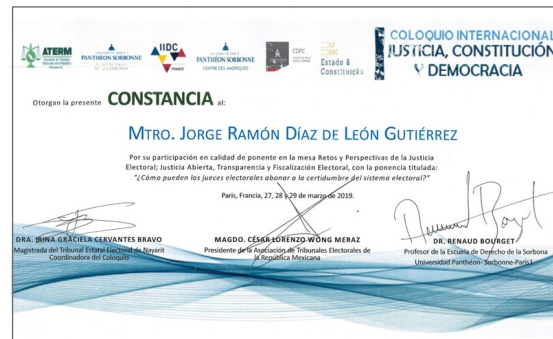 ATERM
PANTHÉON SORBONNE
IIDC
FRANCE
PANTHÉON SORBONNE
CENTRE DES AMERIQUES
CDPC
Estado &
Constituição
COLOQUIO INTERNACIONAL
JUSTICIA, CONSTITUCIÓN
Y DEMOCRACIA
Otorgan la presente CONSTANCIA al:
MTRO. JORGE RAMÓN DÍAZ DE LEÓN GUTIÉRREZ
Por su participación en calidad de ponente en la mesa Retos y Perspectivas de la Justicia
Electoral; Justicia Abierta, Transparencia y Fiscalización Electoral, con la ponencia titulada:
"¿Cómo pueden los jueces electorales abonar a la certidumbre del sistema electoral?"
París, Francia, 27, 28 y 29 de marzo de 2019.
DRA. IRINA GRACIELA CERVANTES BRAVO
Magistrada del Tribunal Estatal Electoral de Nayarit
Coordinadora del Coloquio
MAGDO. CÉSAR LORENZO WONG MERAZ
Presidente de la Asociación de Tribunales Electorales de
la República Mexicana
DR. RENAUD BOURGET
Profesor de la Escuela de Derecho de la Sorbona
Universidad Panthéon- Sorbonne-Paris1